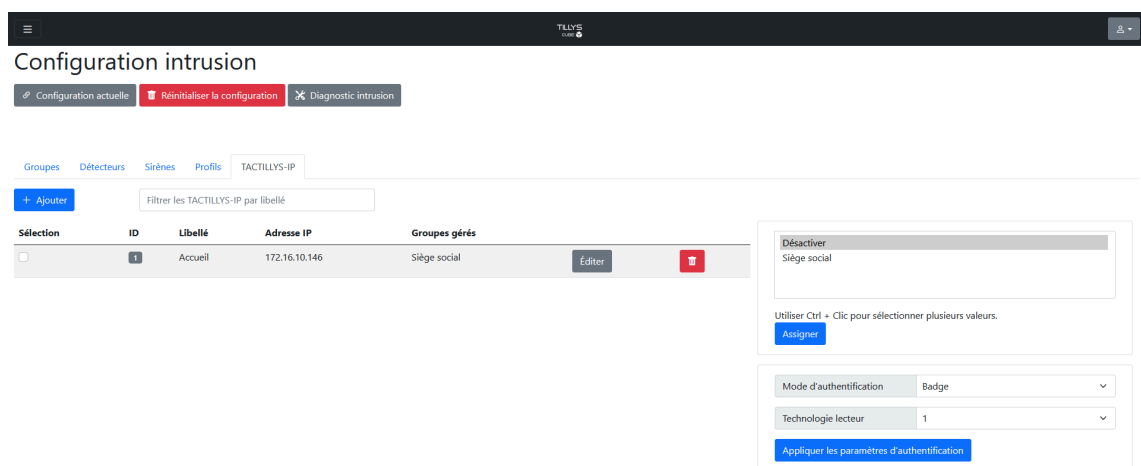 TILLYS
CUBE
Configuration intrusion
Configuration actuelle Réinitialiser la configuration Diagnostic intrusion
Groupes Détecteurs Sirènes Profils TACTILLYS-IP
+ Ajouter Filtrer les TACTILLYS-IP par libellé
Sélection ID Libellé Adresse IP Groupes gérés
1 Accueil 172.16.10.146 Siège social Éditer
Désactiver
Siège social
Utiliser Ctrl + Clic pour sélectionner plusieurs valeurs.
Assigner
Mode d'authentification Badge
Technologie lecteur 1
Appliquer les paramètres d'authentification